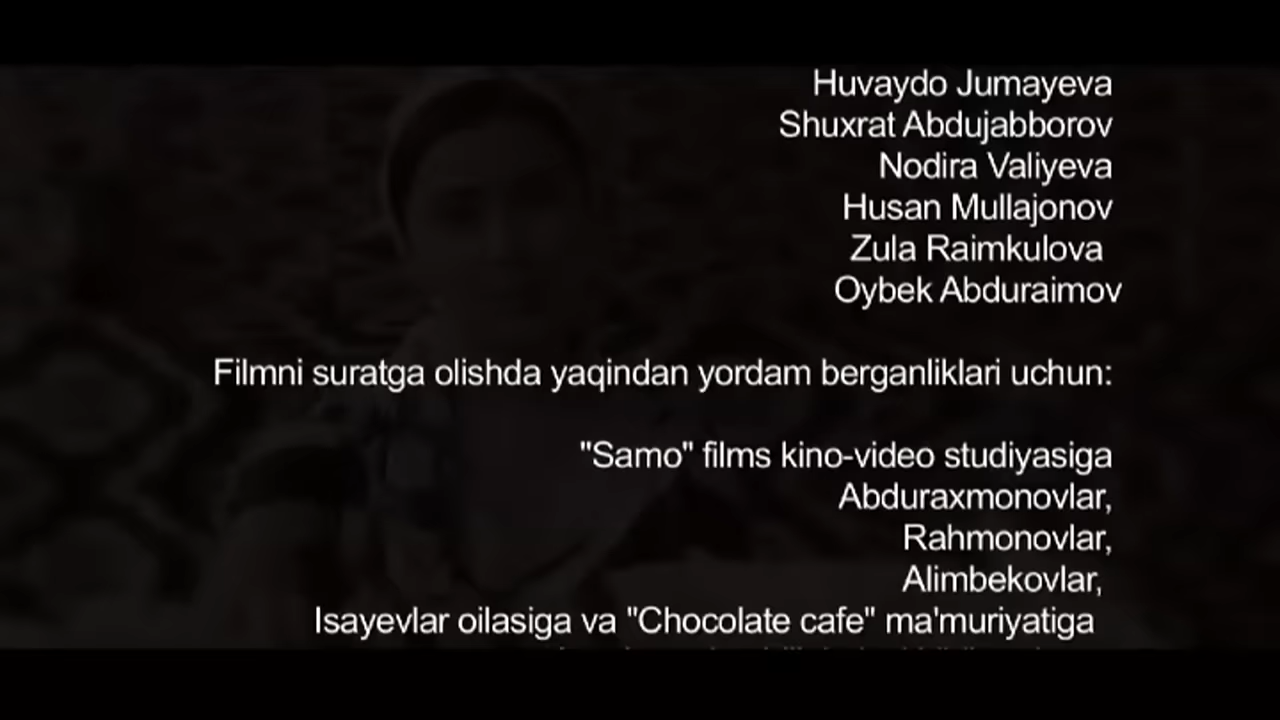 Huvaydo Jumayeva
Shuxrat Abdujabborov
Nodira Valiyeva
Husan Mullajonov
Zula Raimkulova
Oybek Abduraimov
Filmni suratga olishda yaqindan yordam berganliklari uchun:
"Samo" films kino-video studiyasiga
Abduraxmonovlar,
Rahmonovlar,
Alimbekovlar,
Isayevlar oilasiga va "Chocolate cafe" ma'muriyatiga